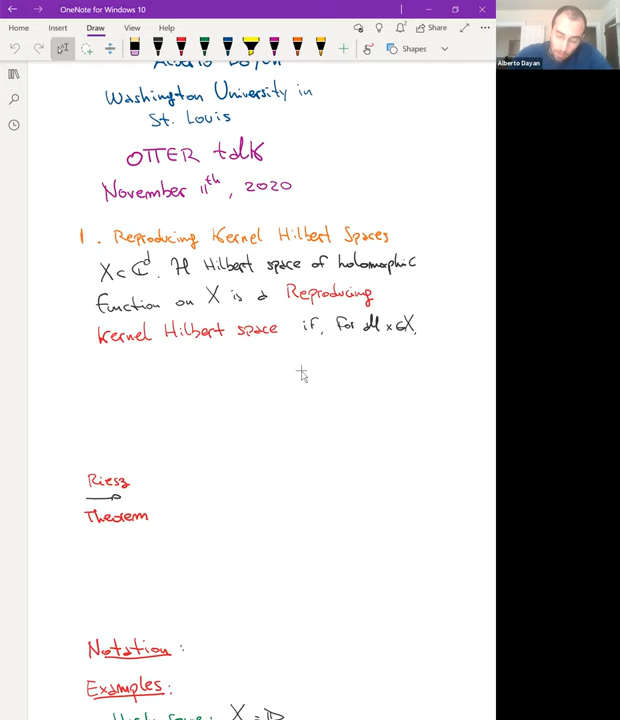 OneNote for Windows 10
Home Insert Draw View Help Share
Shapes
Alberto Dayan
Alberto Dayan
Washington University in
St. Louis
OTTER talk
November 11th, 2020
1. Reproducing Kernel Hilbert Spaces
X ⊂ ℂ^d. H Hilbert space of holomorphic
function on X is a Reproducing
Kernel Hilbert space if, for all x ∈ X,
Riesz
Theorem
Notation:
Examples:
X = D